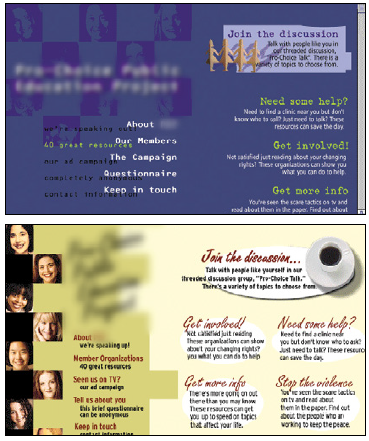 Join the discussion
Talk with people like you in
our threaded discussion,
"Pro-Choice Talk". There is a
variety of topics to choose from.
Pro-Choice Public
Education Project
Need some help?
Need to find a clinic near you but don't
know who to call? Just need to talk? These
resources can save the day.
About
we're speaking out!
Our Members
40 great resources
The Campaign
our ad campaign
Questionnaire
completely anonymous
Keep in touch
contact information
Get involved!
Not satisfied just reading about your changing
rights? These organizations can show you
what you can do to help.
Get more info
You've seen the scare tactics on tv and
read about them in the paper. Find out about
Join the discussion...
Talk with people like yourself in our
threaded discussion group, "Pro-Choice Talk."
There's a variety of topics to choose from
About
we're speaking up!
Member Organizations
40 great resources
Seen us on TV?
our ad campaign
Tell us about you
this brief questionnaire
can be anonymous
Keep in touch
contact information
Get involved!
Not satisfied just reading
These organizations can show
about your changing rights?
you what you can do to help
Need some help?
Need to find a clinic near
you but don't know who to call?
Just need to talk? These resources
can save the day.
Get more info
There's more going on out
there that you may know
These resources can get
you up to speed on topics
that affect your life.
Stop the violence
You've seen the scare tactics
on tv and read about
them in the paper. Find out
about the people who are
working to keep the peace.